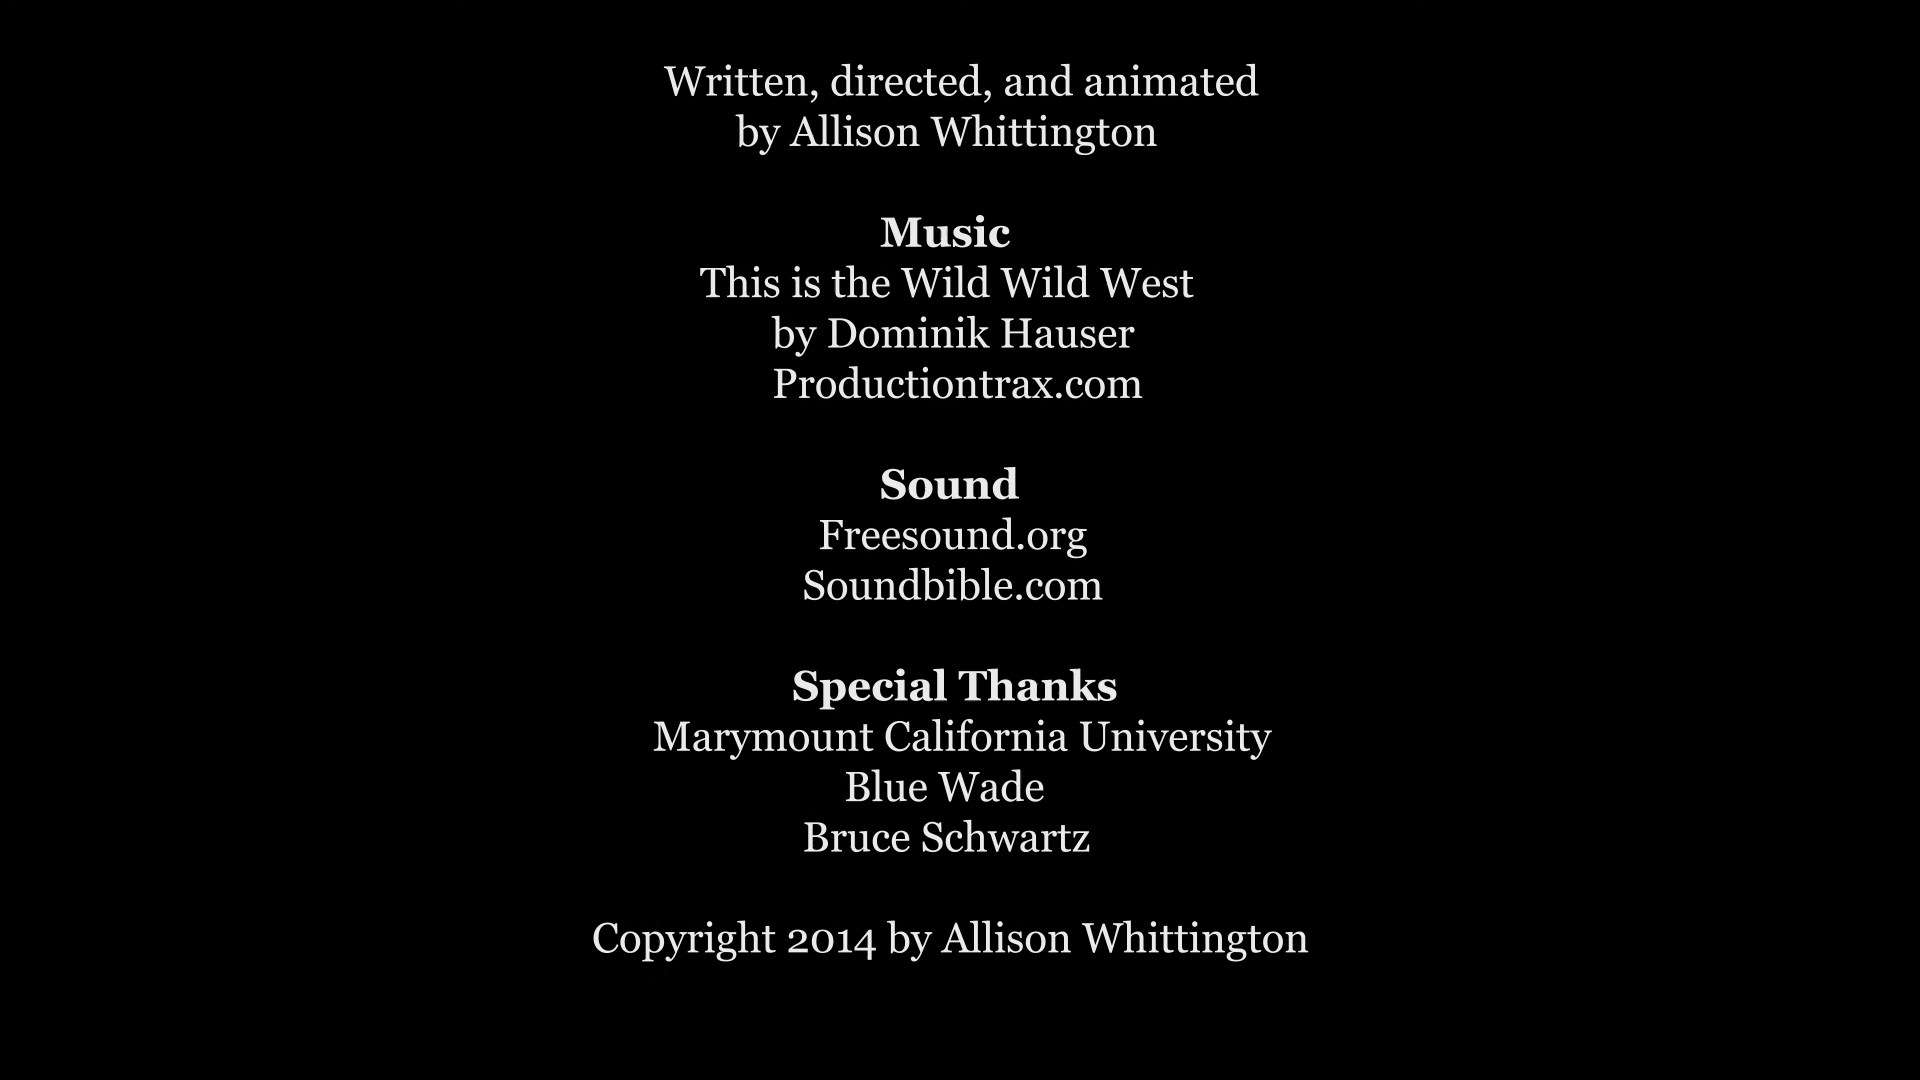 Written, directed, and animated
by Allison Whittington
Music
This is the Wild Wild West
by Dominik Hauser
Productiontrax.com
Sound
Freesound.org
Soundbible.com
Special Thanks
Marymount California University
Blue Wade
Bruce Schwartz
Copyright 2014 by Allison Whittington